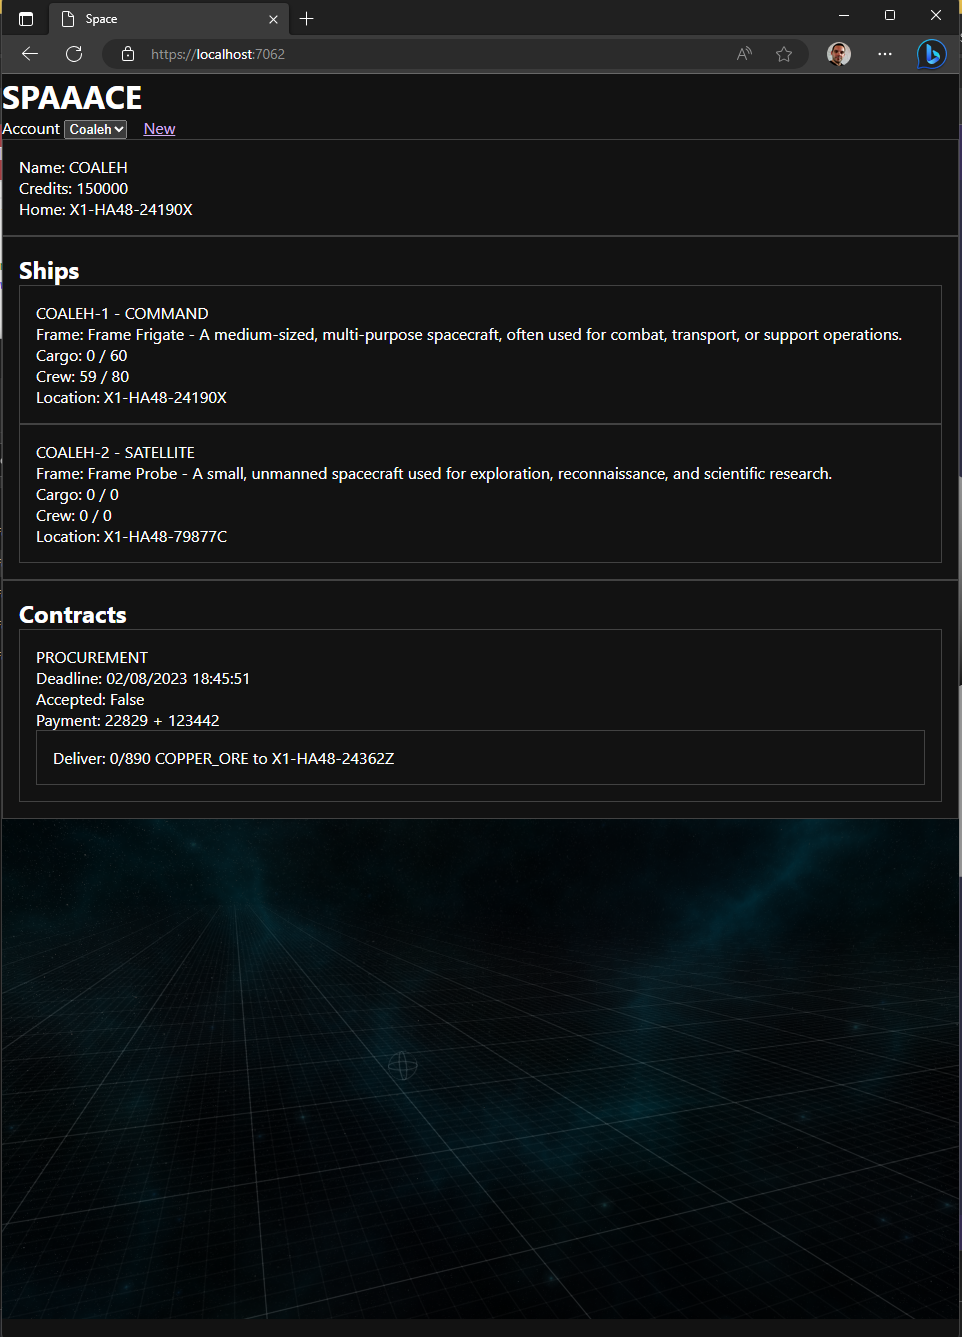 Space
https://localhost:7062
SPAAACE
Account Coaleh New
Name: COALEH
Credits: 150000
Home: X1-HA48-24190X
Ships
COALEH-1 - COMMAND
Frame: Frame Frigate - A medium-sized, multi-purpose spacecraft, often used for combat, transport, or support operations.
Cargo: 0 / 60
Crew: 59 / 80
Location: X1-HA48-24190X
COALEH-2 - SATELLITE
Frame: Frame Probe - A small, unmanned spacecraft used for exploration, reconnaissance, and scientific research.
Cargo: 0 / 0
Crew: 0 / 0
Location: X1-HA48-79877C
Contracts
PROCUREMENT
Deadline: 02/08/2023 18:45:51
Accepted: False
Payment: 22829 + 123442
Deliver: 0/890 COPPER_ORE to X1-HA48-24362Z